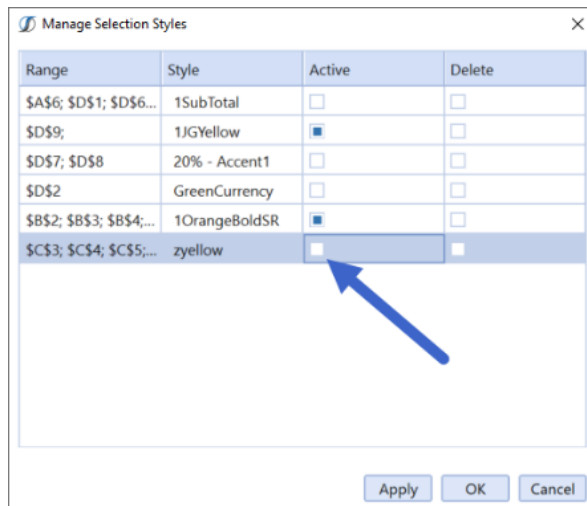 Manage Selection Styles
Range Style Active Delete
$A$6; $D$1; $D$6... 1SubTotal
$D$9; 1JGYellow
$D$7; $D$8 20% - Accent1
$D$2 GreenCurrency
$B$2; $B$3; $B$4;... 1OrangeBoldSR
$C$3; $C$4; $C$5;... zyellow
Apply OK Cancel